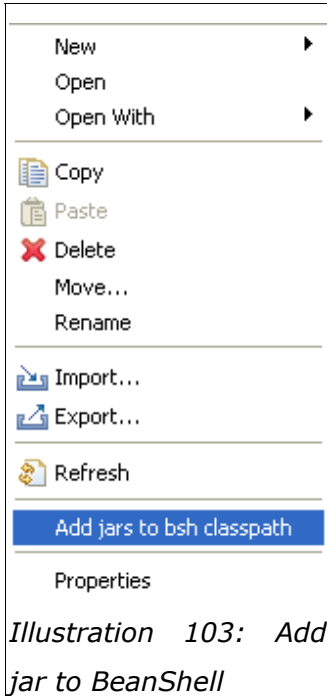 New
Open
Open With
Copy
Paste
Delete
Move...
Rename
Import...
Export...
Refresh
Add jars to bsh classpath
Properties
Illustration 103: Add
jar to BeanShell